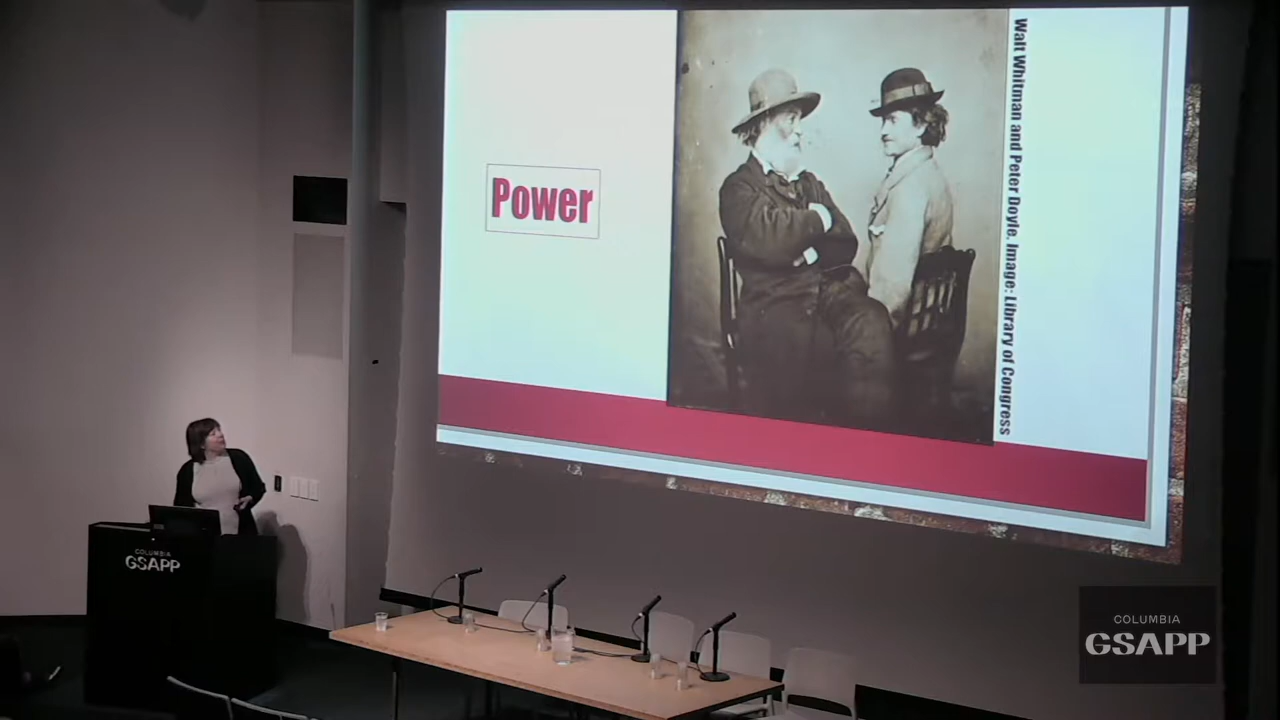 Power
Walt Whitman and Peter Doyle. Image: Library of Congress
COLUMBIA
GSAPP
COLUMBIA
GSAPP